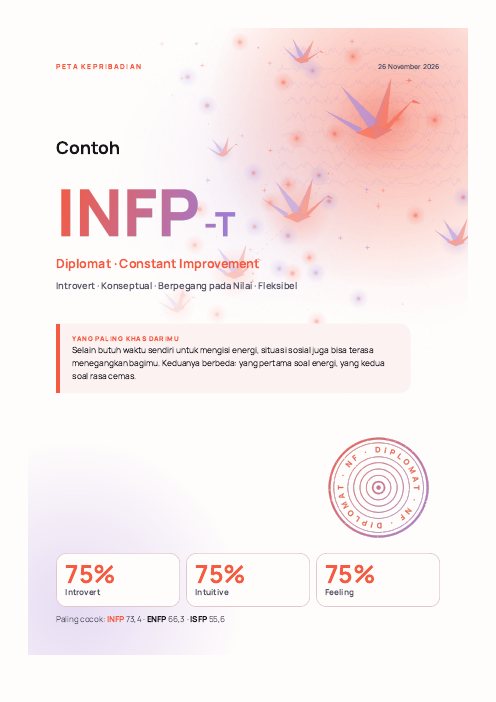 PETA KEPRIBADIAN
26 November 2026
Contoh
INFP -T
Diplomat · Constant Improvement
Introvert · Konseptual · Berpegang pada Nilai · Fleksibel
YANG PALING KHAS DARIMU
Selain butuh waktu sendiri untuk mengisi energi, situasi sosial juga bisa terasa
menegangkan bagimu. Keduanya berbeda: yang pertama soal energi, yang kedua
soal rasa cemas.
DIPLOMAT · NF · DIPLOMAT · NF ·
75%
Introvert
75%
Intuitive
75%
Feeling
Paling cocok: INFP 73,4 · ENFP 66,3 · ISFP 55,6